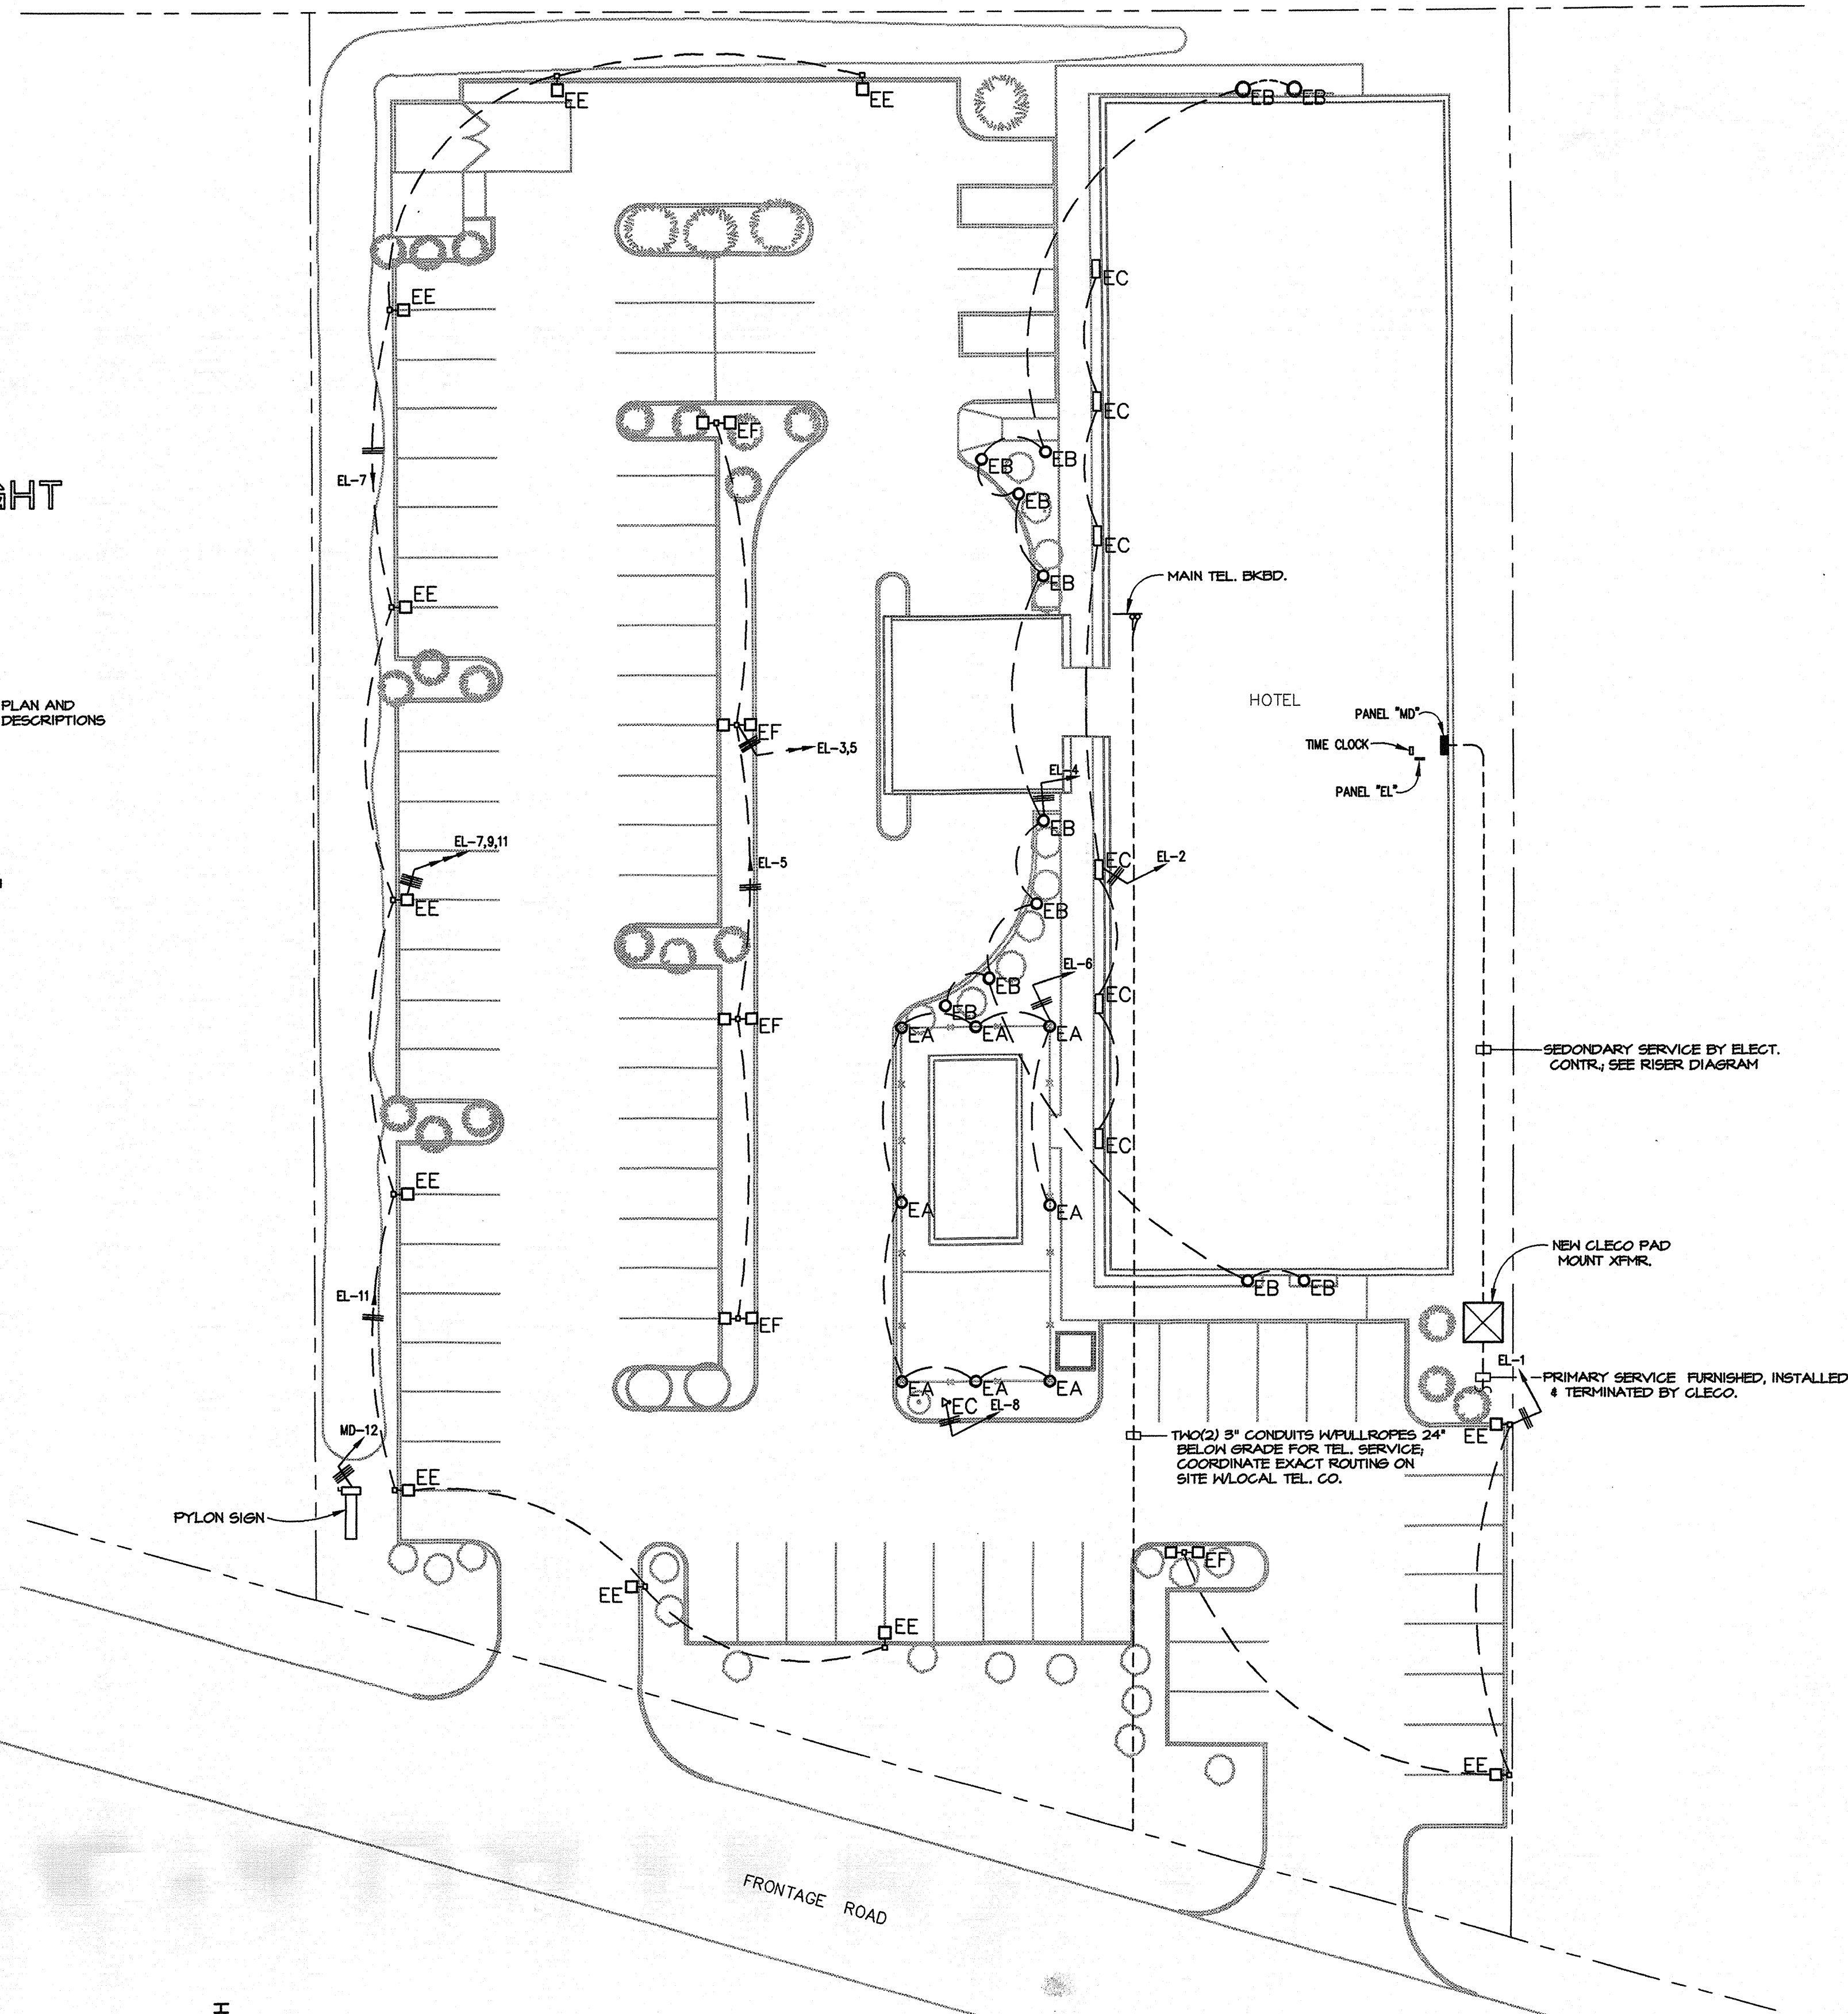 EE
EE
EB
EB
EC
EE
EC
EF
EB
EB
EL-7
GHT
EB
EC
MAIN TEL. BKBD.
EB
EE
HOTEL
PLAN AND
DESCRIPTIONS
PANEL "MD"
EF
EL-3,5
TIME CLOCK
EL-4
PANEL "EL"
EB
EL-7,9,11
EL-5
EC
EL-2
EE
EB
EL-6
EB
EC
EB
EF
EA
EA
EA
SEDONDARY SERVICE BY ELECT.
CONTR.; SEE RISER DIAGRAM
EC
EE
EA
EA
NEW CLECO PAD
MOUNT XFMR.
EB
EB
EL-11
EF
EL-1
PRIMARY SERVICE FURNISHED, INSTALLED
& TERMINATED BY CLECO.
EA
EA
EA
EC
EL-8
MD-12
EE
TWO(2) 3" CONDUITS W/PULLROPES 24"
BELOW GRADE FOR TEL. SERVICE;
COORDINATE EXACT ROUTING ON
SITE W/LOCAL TEL. CO.
EE
PYLON SIGN
EF
EE
EE
EE
FRONTAGE ROAD
H